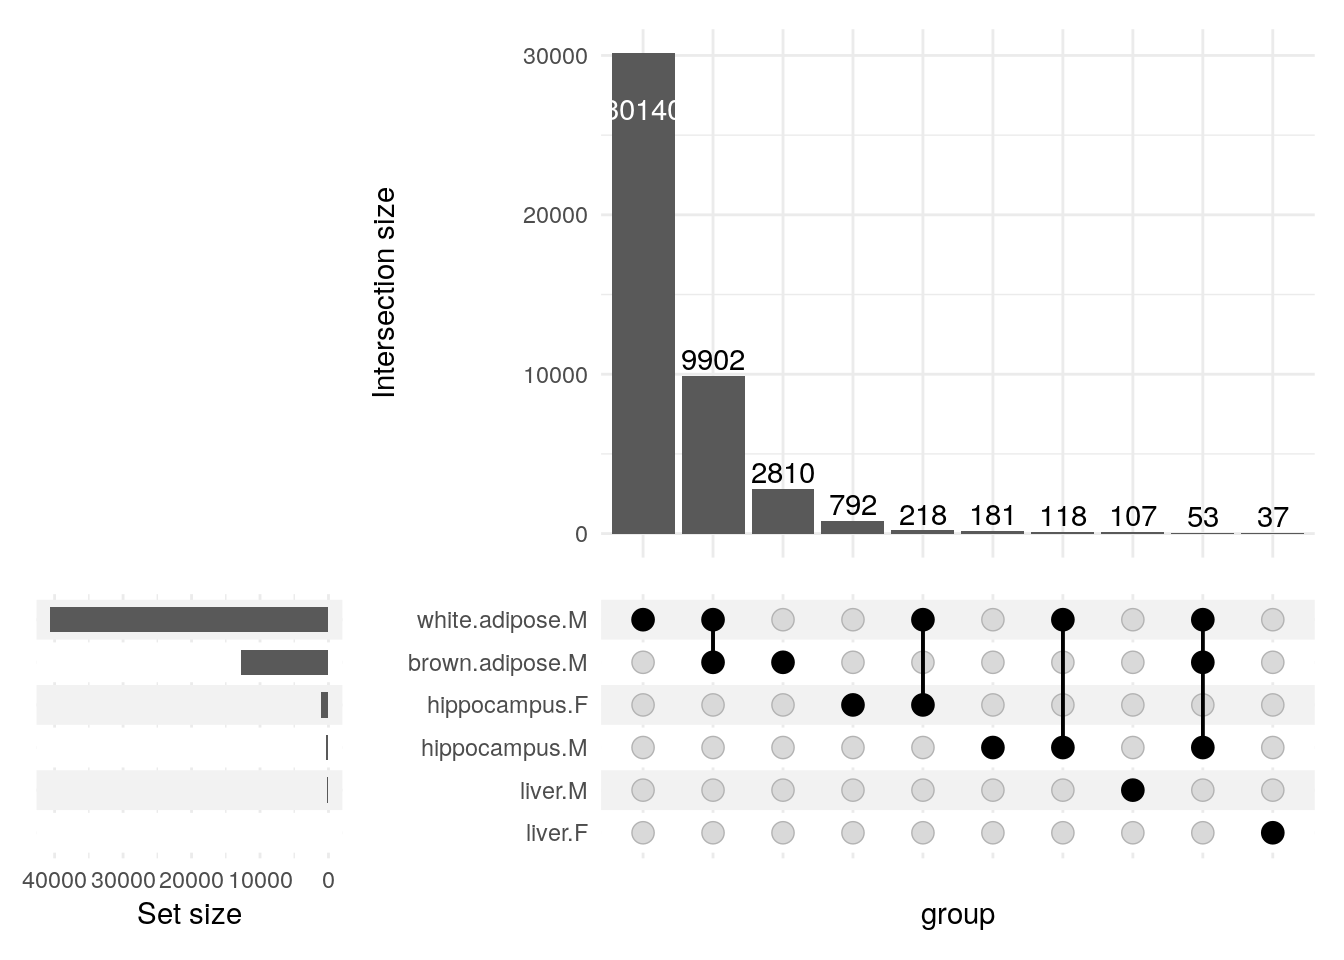 30000
20000
10000
0
Intersection size
30140
9902
2810
792
218
181
118
107
53
37
white.adipose.M
brown.adipose.M
hippocampus.F
hippocampus.M
liver.M
liver.F
40000 30000 20000 10000 0
Set size
group